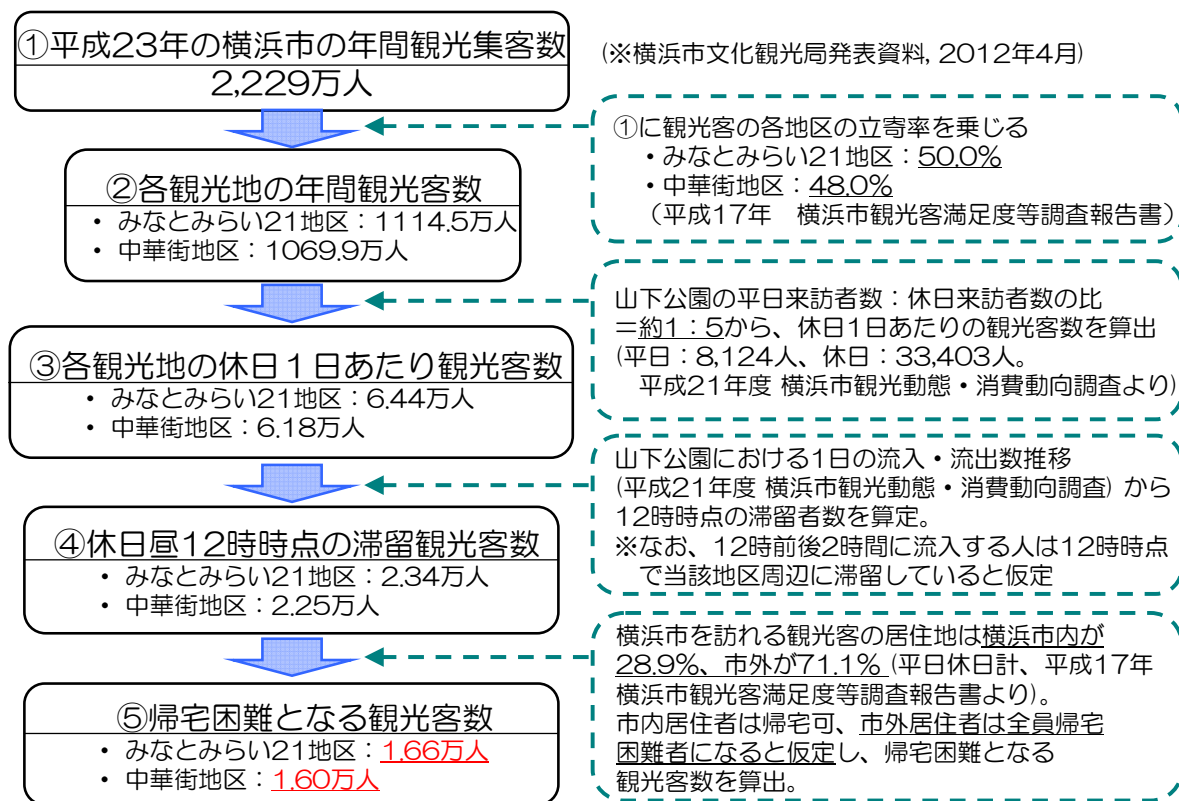 ①平成23年の横浜市の年間観光集客数
2,229万人
(※横浜市文化観光局発表資料, 2012年4月)
①に観光客の各地区の立寄率を乗じる
・みなとみらい21地区：50.0%
・中華街地区：48.0%
（平成17年　横浜市観光客満足度等調査報告書）
②各観光地の年間観光客数
• みなとみらい21地区：1114.5万人
• 中華街地区：1069.9万人
山下公園の平日来訪者数：休日来訪者数の比
＝約１：５から、休日1日あたりの観光客数を算出
(平日：8,124人、休日：33,403人。
平成21年度 横浜市観光動態・消費動向調査より)
③各観光地の休日１日あたり観光客数
• みなとみらい21地区：6.44万人
• 中華街地区：6.18万人
山下公園における1日の流入・流出数推移
(平成21年度 横浜市観光動態・消費動向調査) から
12時時点の滞留者数を算定。
※なお、12時前後2時間に流入する人は12時時点
で当該地区周辺に滞留していると仮定
④休日昼12時時点の滞留観光客数
• みなとみらい21地区：2.34万人
• 中華街地区：2.25万人
横浜市を訪れる観光客の居住地は横浜市内が
28.9%、市外が71.1% (平日休日計、平成17年
横浜市観光客満足度等調査報告書より)。
市内居住者は帰宅可、市外居住者は全員帰宅
困難者になると仮定し、帰宅困難となる
観光客数を算出。
⑤帰宅困難となる観光客数
• みなとみらい21地区：1.66万人
• 中華街地区：1.60万人